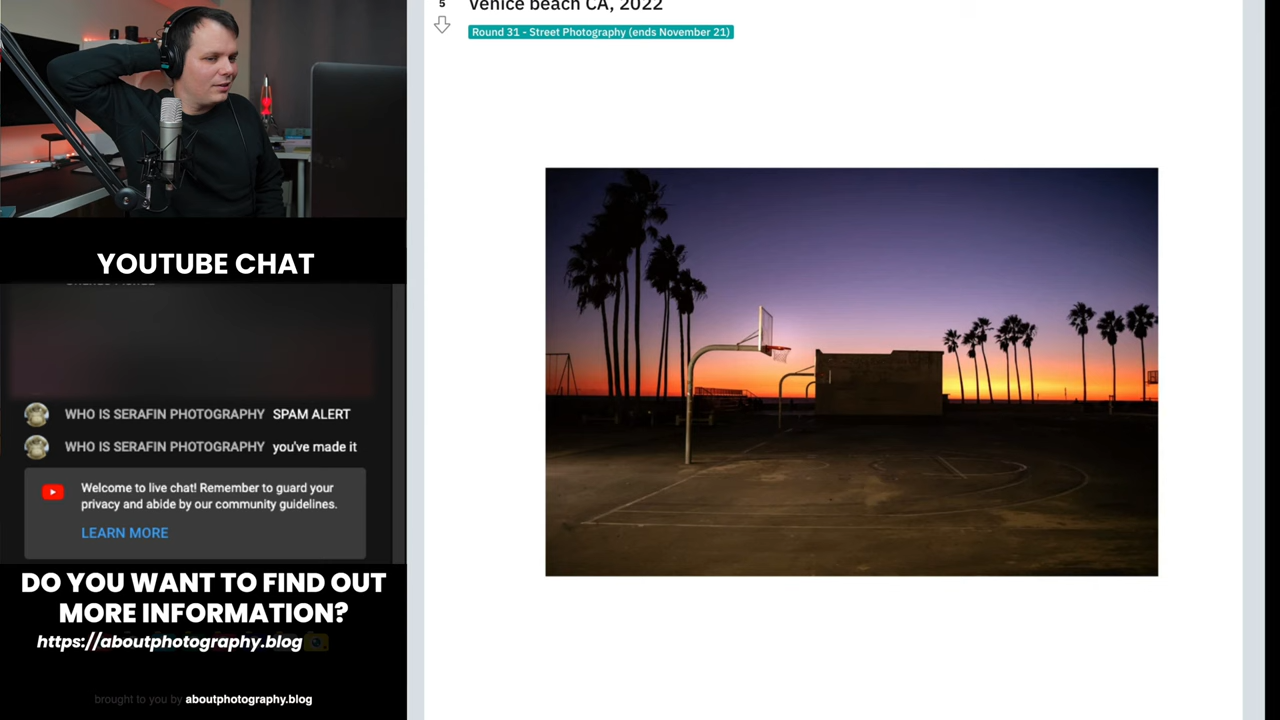 5
Venice beach CA, 2022
Round 31 - Street Photography (ends November 21)
YOUTUBE CHAT
WHO IS SERAFIN PHOTOGRAPHY SPAM ALERT
WHO IS SERAFIN PHOTOGRAPHY you've made it
Welcome to live chat! Remember to guard your
privacy and abide by our community guidelines.
LEARN MORE
DO YOU WANT TO FIND OUT
MORE INFORMATION?
https://aboutphotography.blog
brought to you by aboutphotography.blog